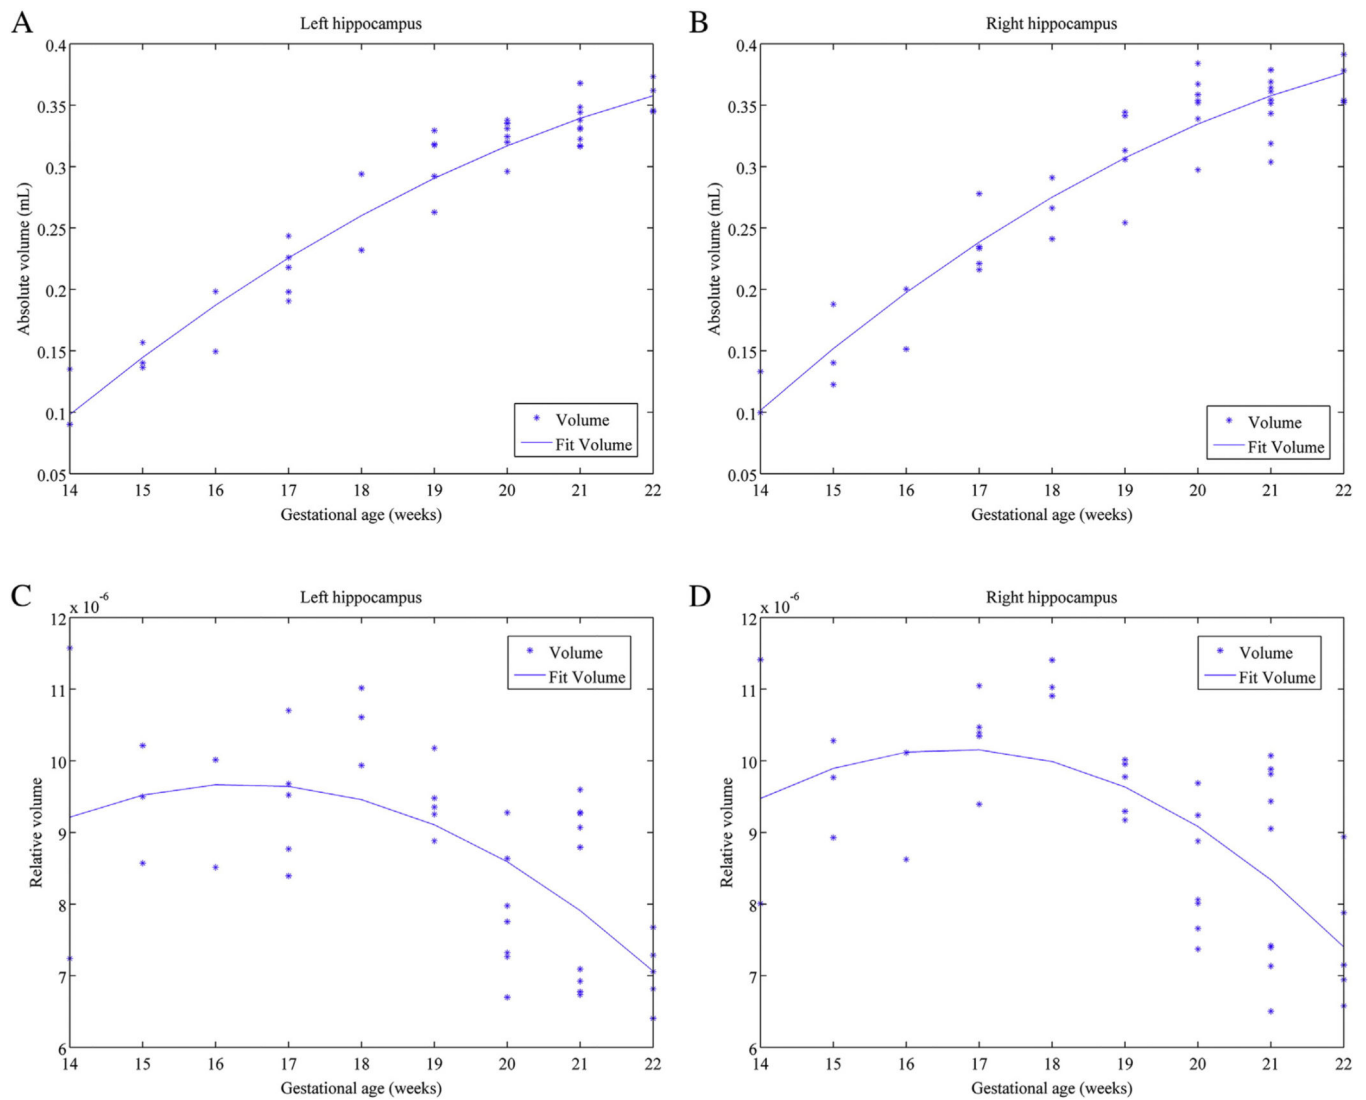 A
Left hippocampus
0.4
0.35
0.3
0.25
0.2
0.15
0.1
0.05
Absolute volume (mL)
Volume
Fit Volume
14 15 16 17 18 19 20 21 22
Gestational age (weeks)
B
Right hippocampus
0.4
0.35
0.3
0.25
0.2
0.15
0.1
0.05
Absolute volume (mL)
Volume
Fit Volume
14 15 16 17 18 19 20 21 22
Gestational age (weeks)
C
Left hippocampus
x 10⁻⁶
12
11
10
9
8
7
6
Relative volume
Volume
Fit Volume
14 15 16 17 18 19 20 21 22
Gestational age (weeks)
D
Right hippocampus
x 10⁻⁶
12
11
10
9
8
7
6
Relative volume
Volume
Fit Volume
14 15 16 17 18 19 20 21 22
Gestational age (weeks)